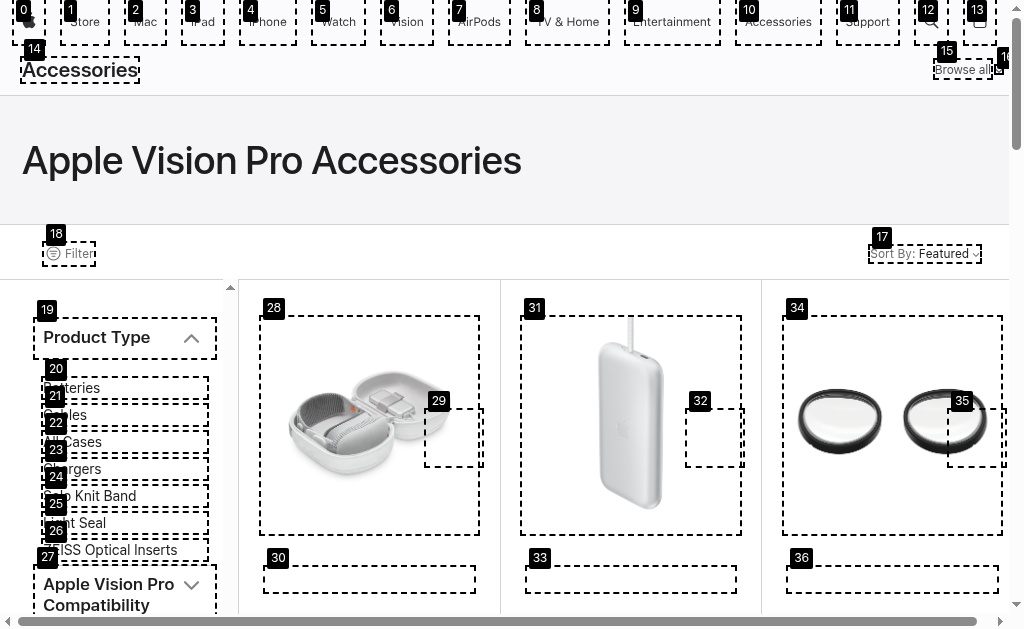 0 1 2 3 4 5 6 7 8 9 10 11 12 13
Store Mac iPad iPhone Watch Vision AirPods TV & Home Entertainment Accessories Support
14 15 16
Accessories Browse all
Apple Vision Pro Accessories
18 17
Filter Sort By: Featured
19 28 31 34
Product Type
20
Batteries
21
Cables
22
All Cases
23
Chargers
24
Solo Knit Band
25
Light Seal
26
ZEISS Optical Inserts
27
Apple Vision Pro
Compatibility
29 32 35
30 33 36